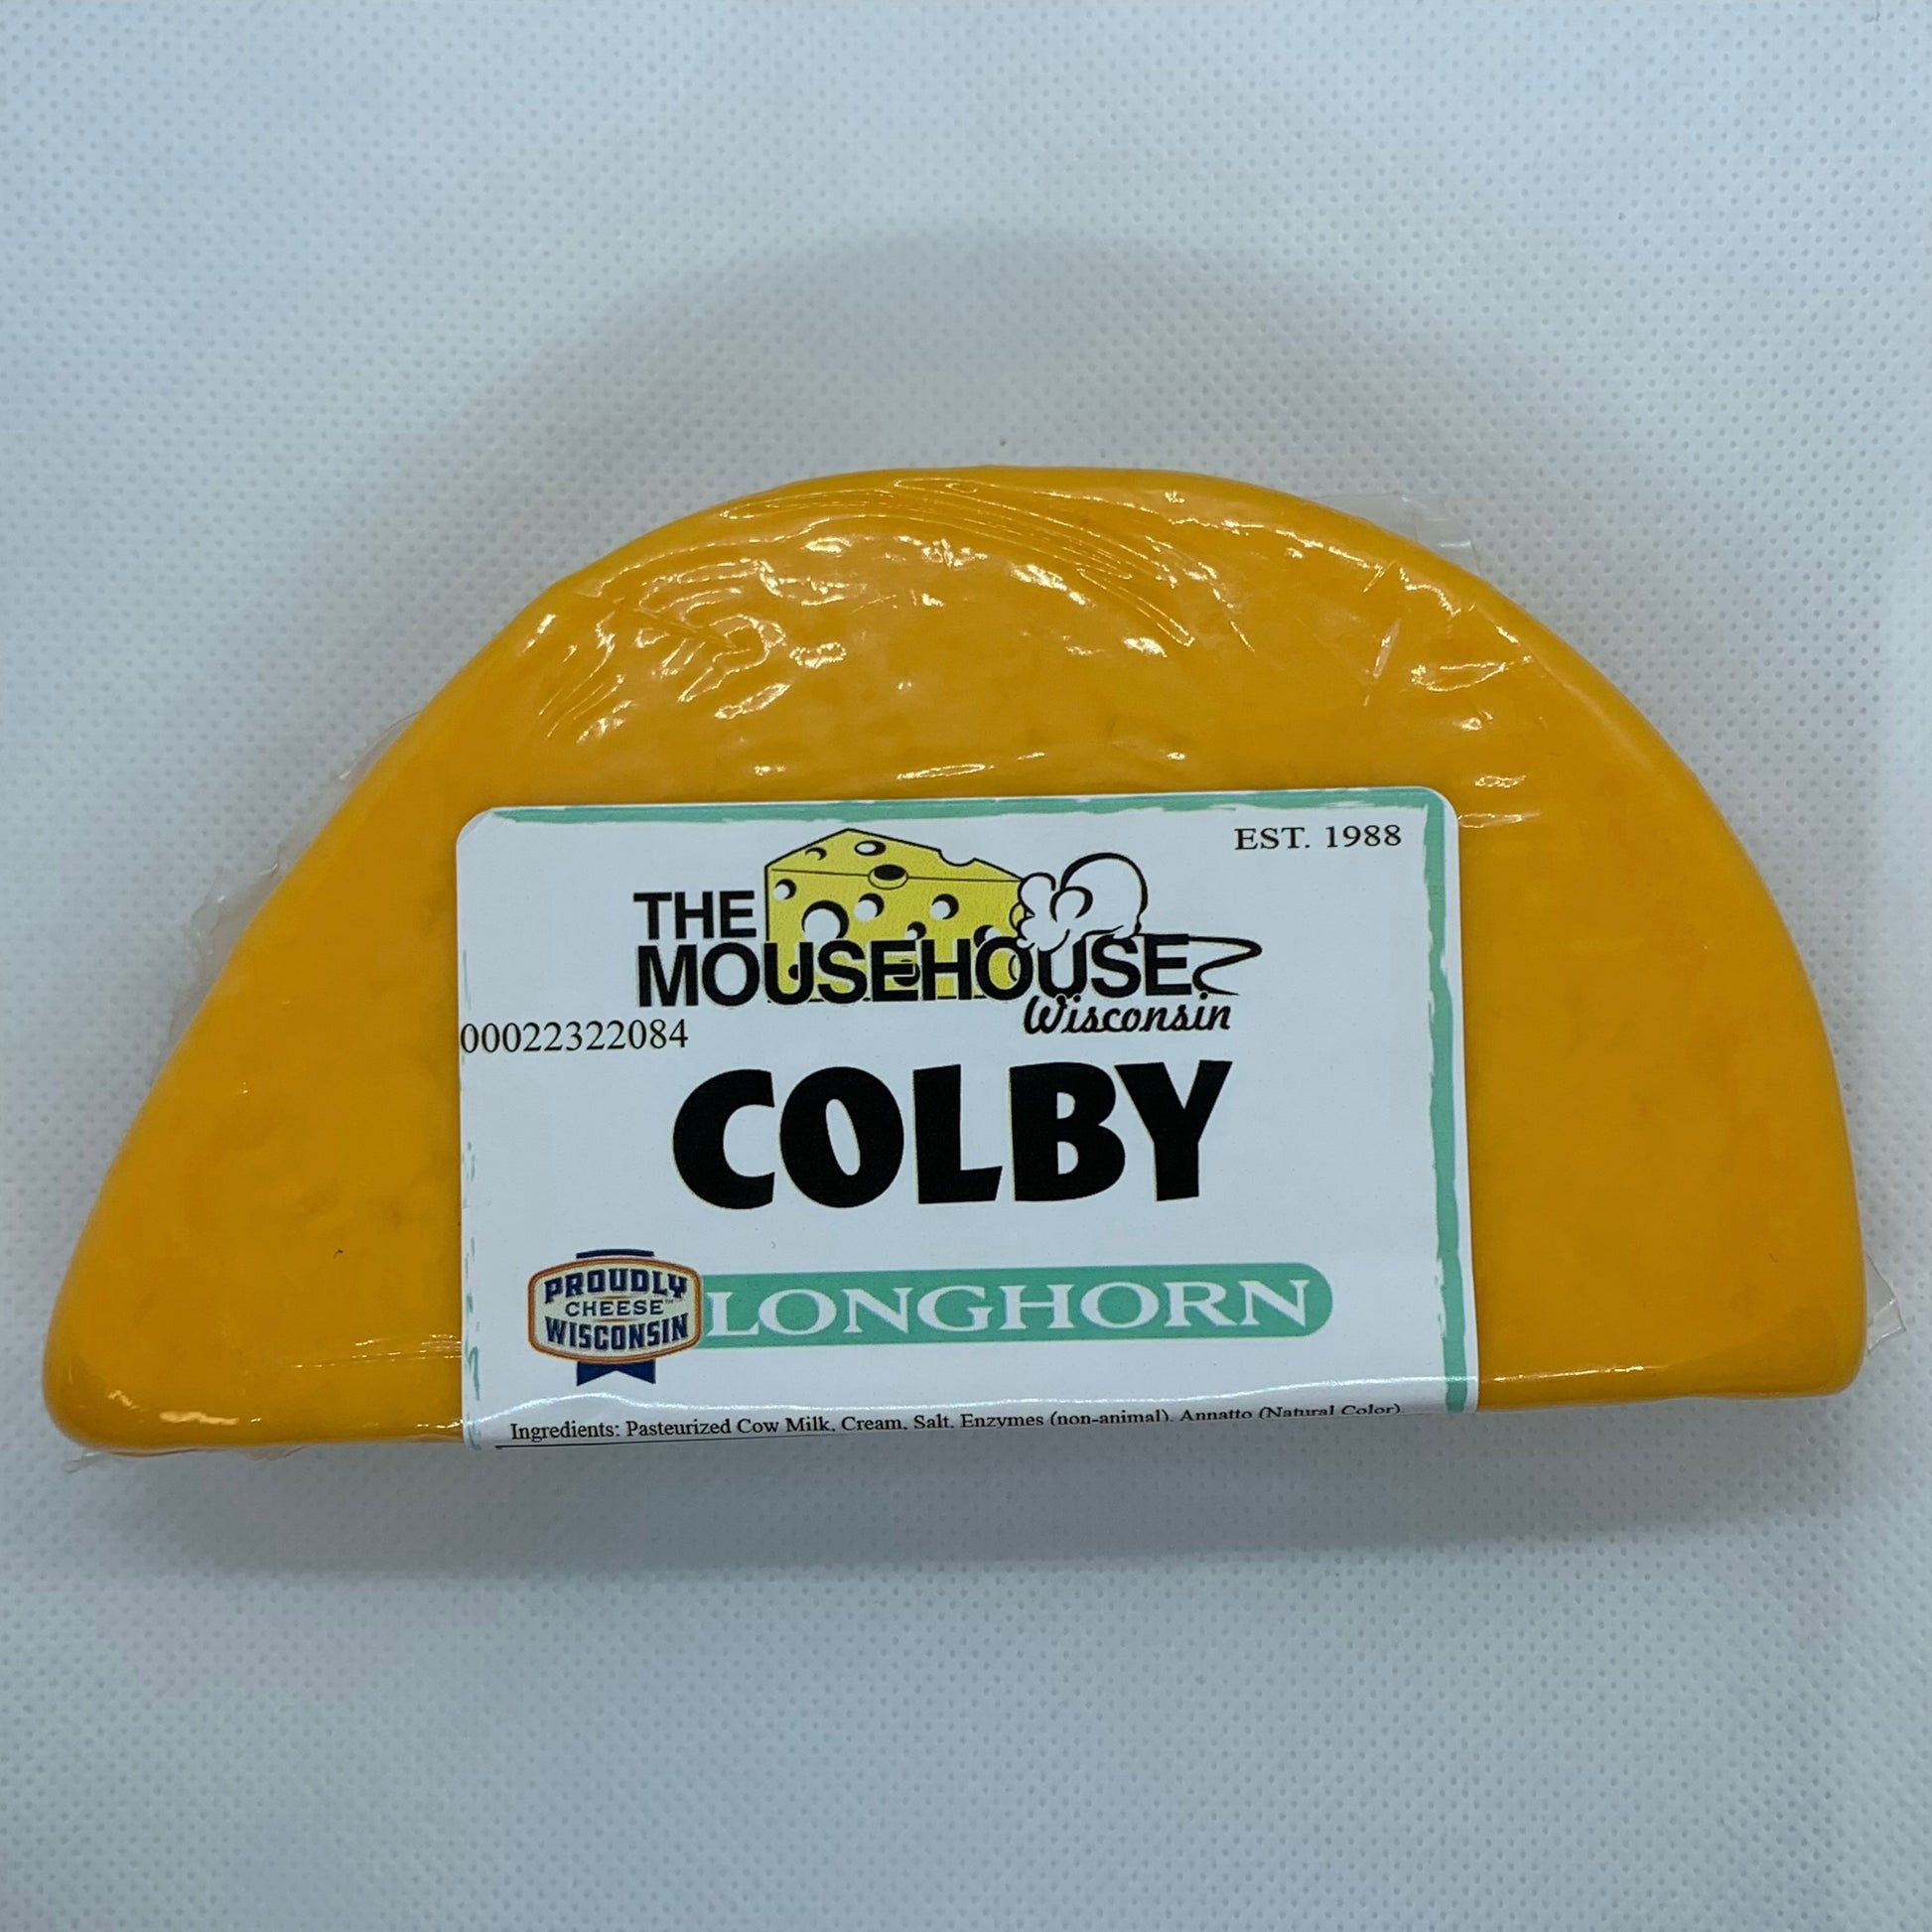 EST. 1988
THE
MOUSEHOUSE
Wisconsin
00022322084
COLBY
PROUDLY
CHEESE™
WISCONSIN
LONGHORN
Ingredients: Pasteurized Cow Milk, Cream, Salt, Enzymes (non-animal), Annatto (Natural Color).